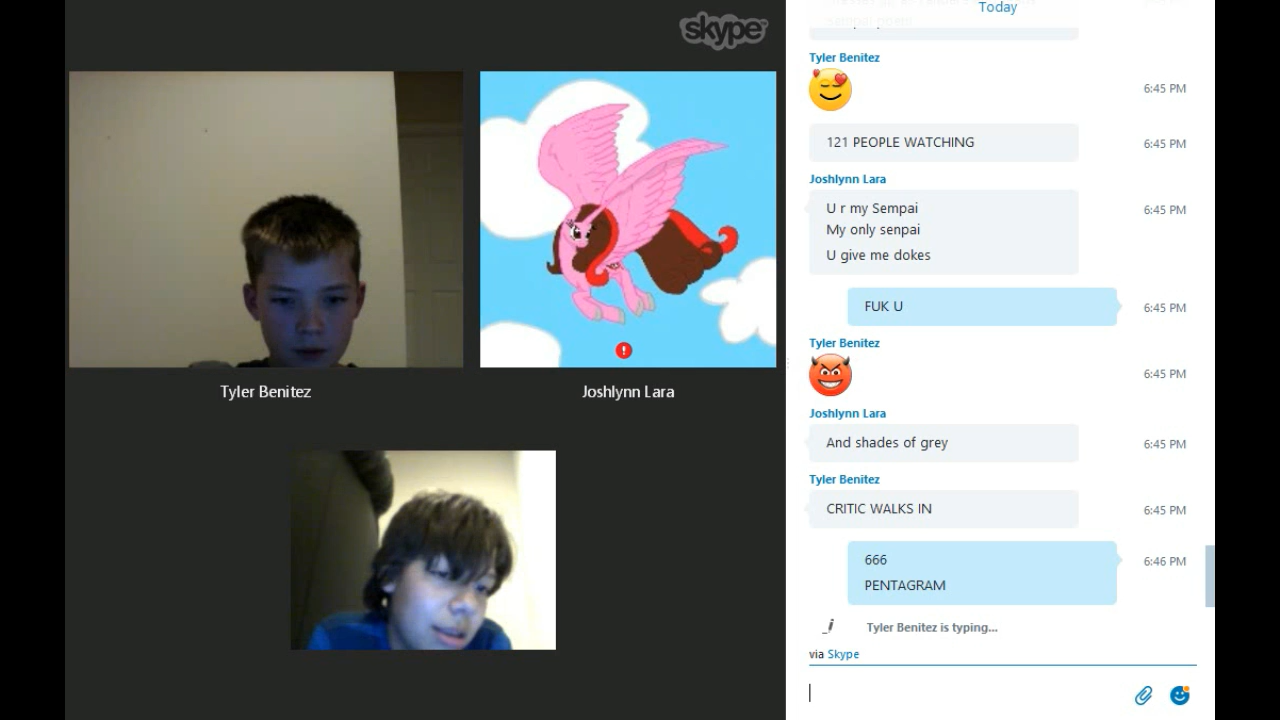 skype
Tyler Benitez
Joshlynn Lara
Today
Tyler Benitez
6:45 PM
121 PEOPLE WATCHING
6:45 PM
Joshlynn Lara
U r my Sempai
6:45 PM
My only senpai
U give me dokes
FUK U
6:45 PM
Tyler Benitez
6:45 PM
Joshlynn Lara
And shades of grey
6:45 PM
Tyler Benitez
CRITIC WALKS IN
6:45 PM
666
6:46 PM
PENTAGRAM
Tyler Benitez is typing...
via Skype